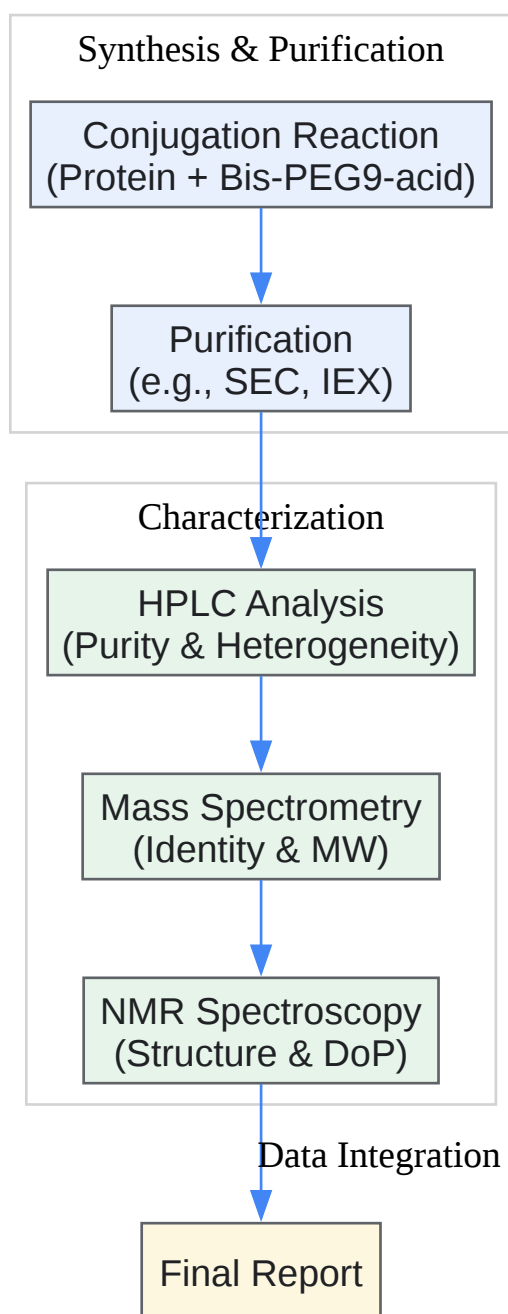 Synthesis & Purification
Conjugation Reaction
(Protein + Bis-PEG9-acid)
Purification
(e.g., SEC, IEX)
Characterization
HPLC Analysis
(Purity & Heterogeneity)
Mass Spectrometry
(Identity & MW)
NMR Spectroscopy
(Structure & DoP)
Data Integration
Final Report